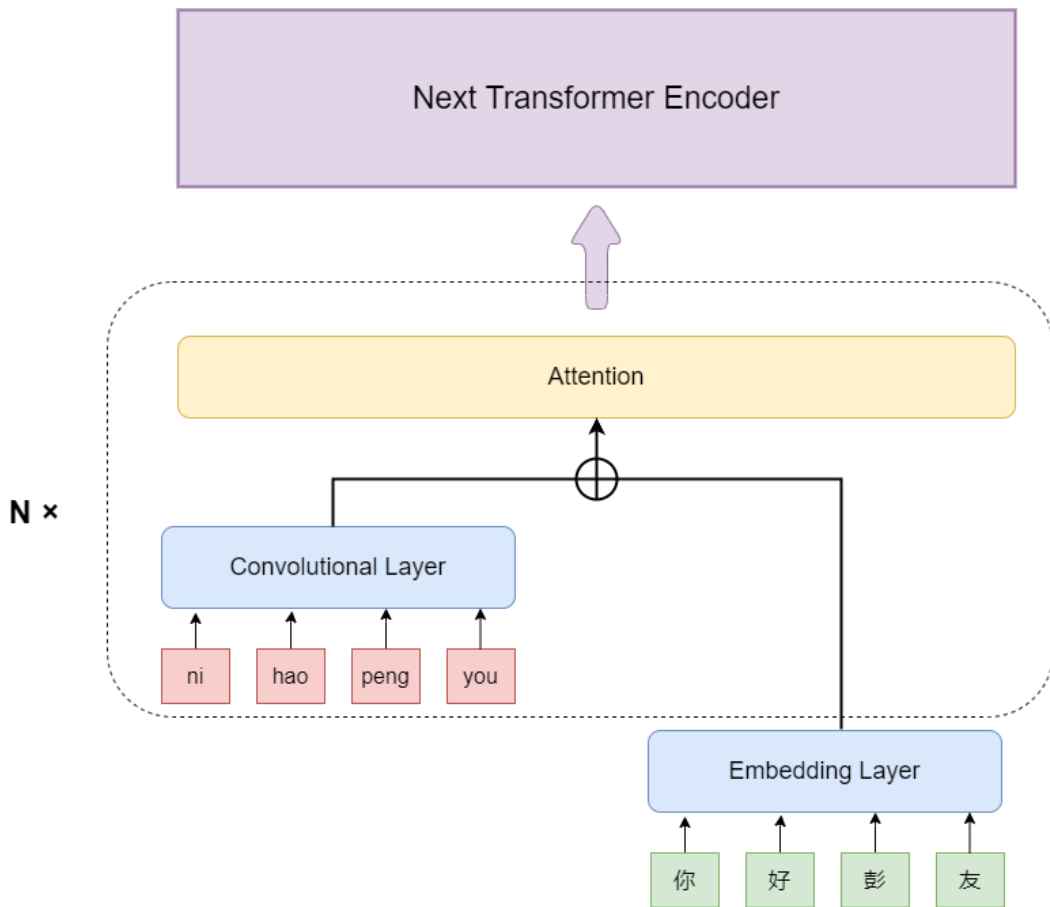 Next Transformer Encoder
Attention
N ×
Convolutional Layer
ni hao peng you
Embedding Layer
你 好 彭 友